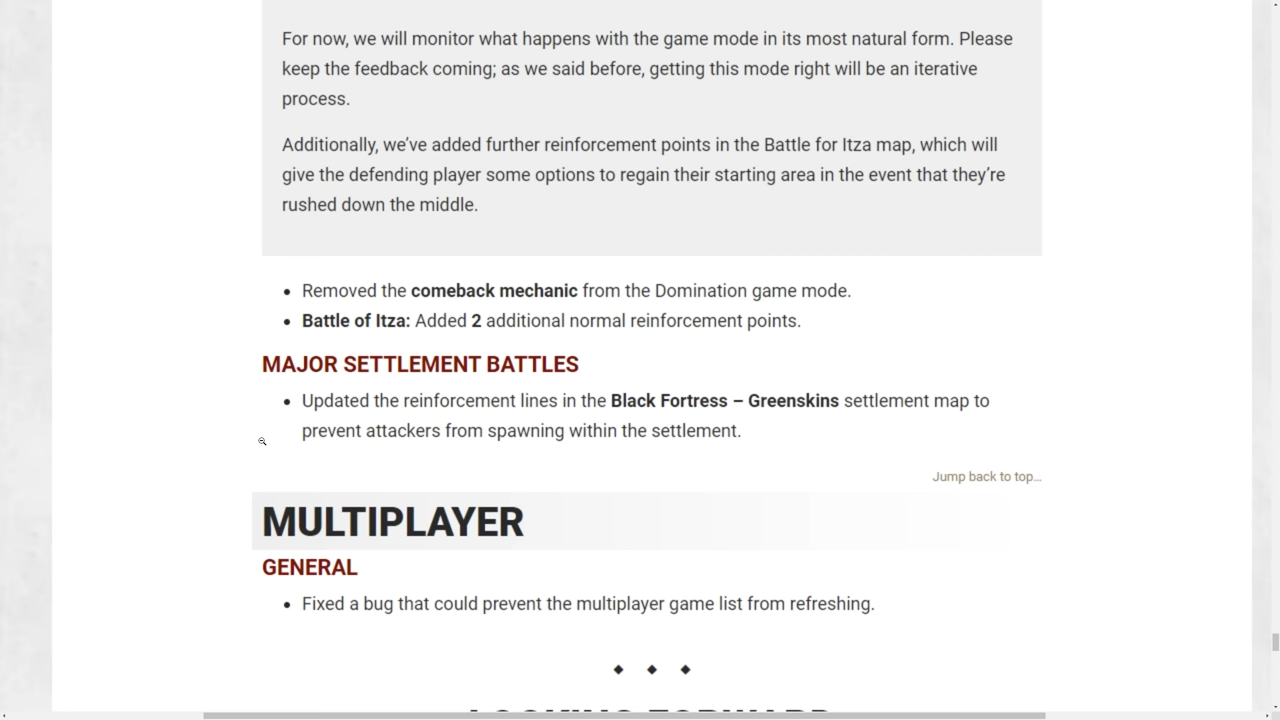 For now, we will monitor what happens with the game mode in its most natural form. Please
keep the feedback coming; as we said before, getting this mode right will be an iterative
process.
Additionally, we’ve added further reinforcement points in the Battle for Itza map, which will
give the defending player some options to regain their starting area in the event that they’re
rushed down the middle.
• Removed the comeback mechanic from the Domination game mode.
• Battle of Itza: Added 2 additional normal reinforcement points.
MAJOR SETTLEMENT BATTLES
• Updated the reinforcement lines in the Black Fortress – Greenskins settlement map to
prevent attackers from spawning within the settlement.
Jump back to top…
MULTIPLAYER
GENERAL
• Fixed a bug that could prevent the multiplayer game list from refreshing.
LOOKING FORWARD